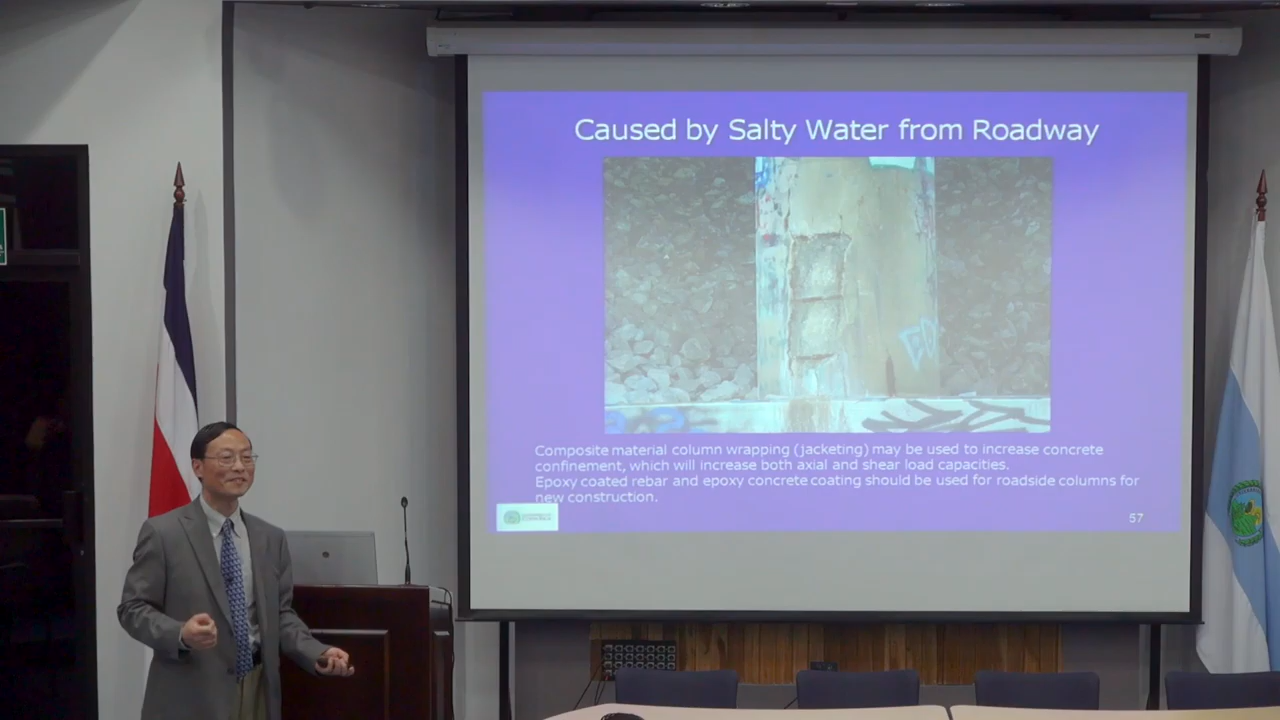 Caused by Salty Water from Roadway
Composite material column wrapping (jacketing) may be used to increase concrete
confinement, which will increase both axial and shear load capacities.
Epoxy coated rebar and epoxy concrete coating should be used for roadside columns for
new construction.
57